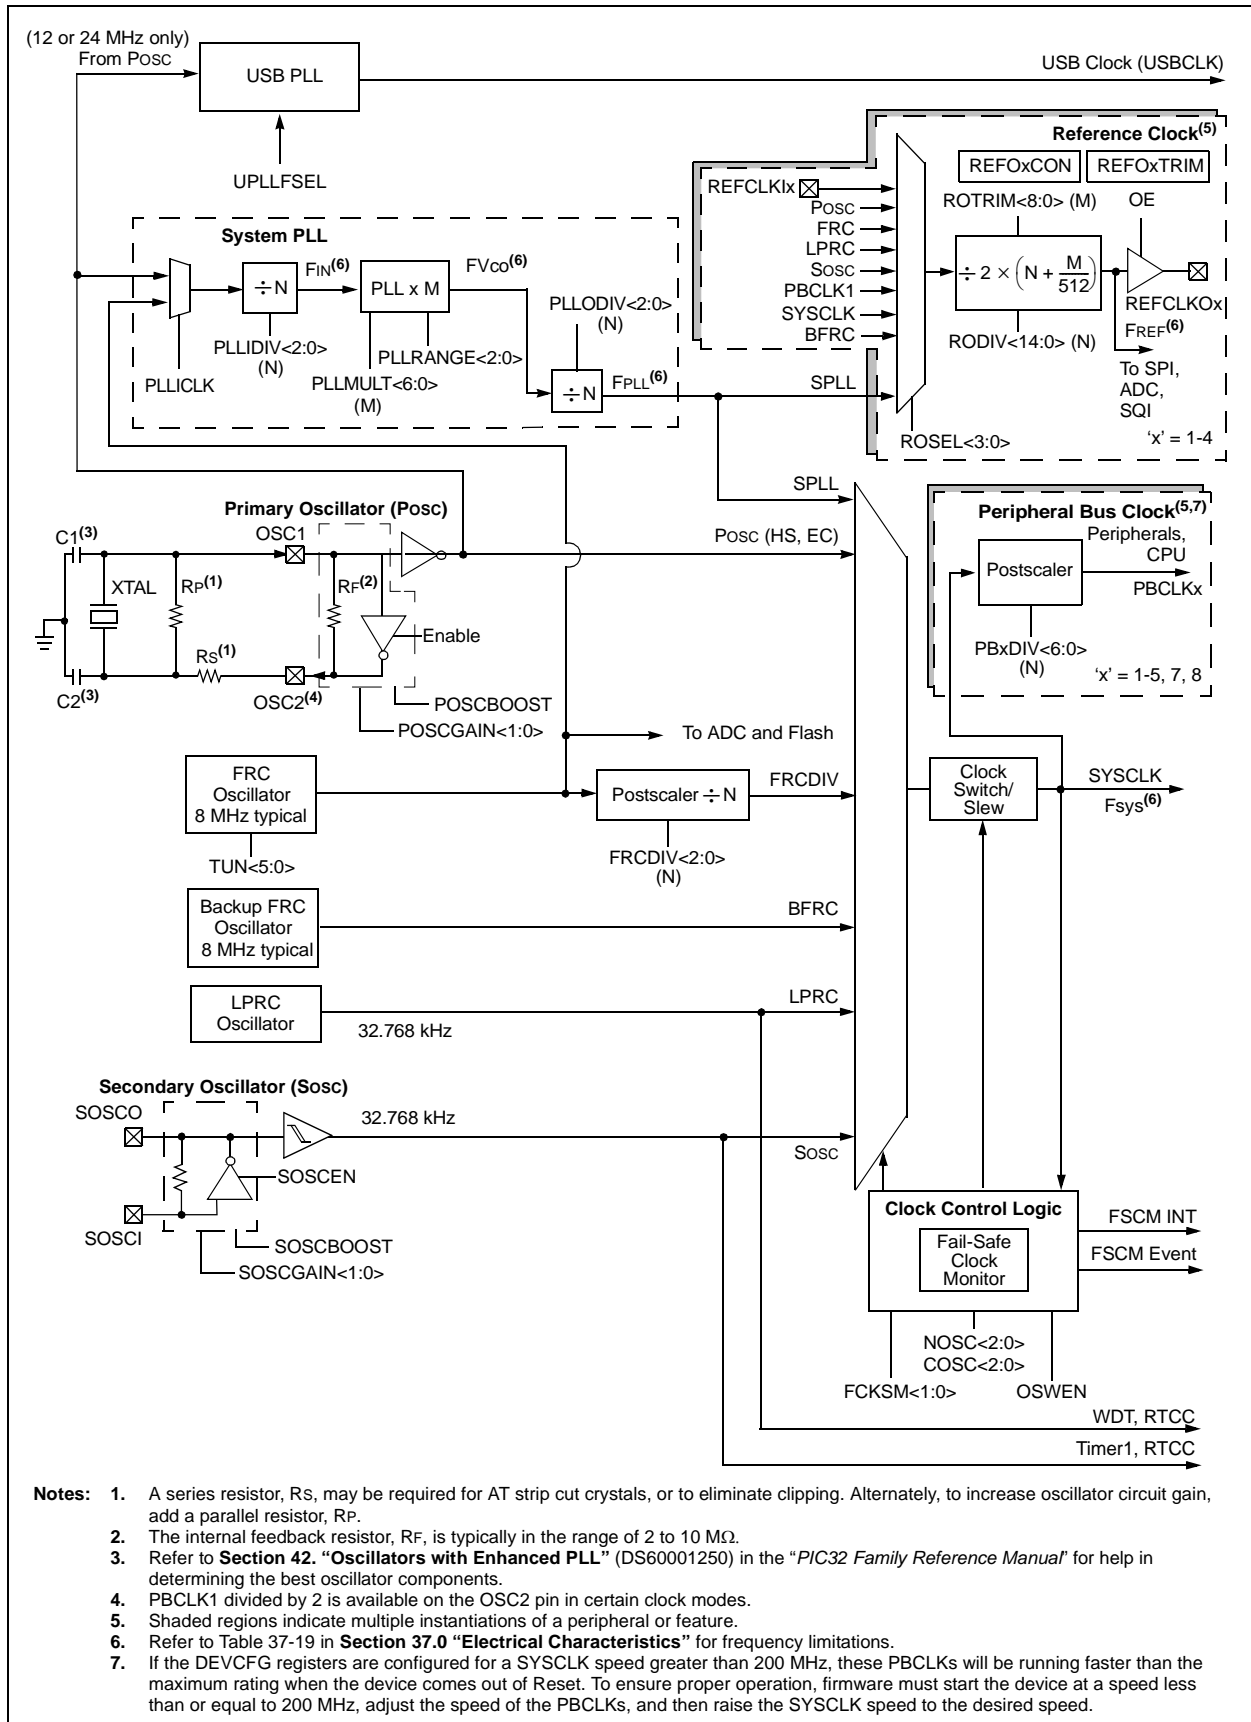 (12 or 24 MHz only)
From POSC
USB PLL
USB Clock (USBCLK)
UPLLFSEL
Reference Clock(5)
REFOxCON
REFOxTRIM
REFCLKIx
POSC
FRC
LPRC
SOSC
PBCLK1
SYSCLK
BFRC
ROTRIM<8:0> (M)
OE
÷ 2 × (N + M/512)
REFCLKOx
RODIV<14:0> (N)
FREF(6)
To SPI,
ADC,
SQI
'x' = 1-4
ROSEL<3:0>
System PLL
÷ N
FIN(6)
PLL x M
FVco(6)
PLLODIV<2:0>
(N)
PLLIDIV<2:0>
(N)
PLLRANGE<2:0>
PLLICLK
PLLMULT<6:0>
(M)
÷ N
FPLL(6)
SPLL
SPLL
Primary Oscillator (POSC)
C1(3)
OSC1
POSC (HS, EC)
XTAL
RP(1)
RF(2)
Enable
RS(1)
C2(3)
OSC2(4)
POSCBOOST
POSCGAIN<1:0>
Peripheral Bus Clock(5,7)
Peripherals,
CPU
Postscaler
PBCLKx
PBxDIV<6:0>
(N)
'x' = 1-5, 7, 8
To ADC and Flash
FRC
Oscillator
8 MHz typical
TUN<5:0>
Postscaler ÷ N
FRCDIV
FRCDIV<2:0>
(N)
Clock
Switch/
Slew
SYSCLK
Fsys(6)
Backup FRC
Oscillator
8 MHz typical
BFRC
LPRC
Oscillator
32.768 kHz
LPRC
Secondary Oscillator (SOSC)
SOSCO
32.768 kHz
SOSC
SOSCEN
SOSCI
SOSCBOOST
SOSCGAIN<1:0>
Clock Control Logic
Fail-Safe
Clock
Monitor
FSCM INT
FSCM Event
NOSC<2:0>
COSC<2:0>
FCKSM<1:0>
OSWEN
WDT, RTCC
Timer1, RTCC
Notes: 1. A series resistor, RS, may be required for AT strip cut crystals, or to eliminate clipping. Alternately, to increase oscillator circuit gain,
add a parallel resistor, RP.
2. The internal feedback resistor, RF, is typically in the range of 2 to 10 MΩ.
3. Refer to Section 42. “Oscillators with Enhanced PLL” (DS60001250) in the “PIC32 Family Reference Manual” for help in
determining the best oscillator components.
4. PBCLK1 divided by 2 is available on the OSC2 pin in certain clock modes.
5. Shaded regions indicate multiple instantiations of a peripheral or feature.
6. Refer to Table 37-19 in Section 37.0 “Electrical Characteristics” for frequency limitations.
7. If the DEVCFG registers are configured for a SYSCLK speed greater than 200 MHz, these PBCLKs will be running faster than the
maximum rating when the device comes out of Reset. To ensure proper operation, firmware must start the device at a speed less
than or equal to 200 MHz, adjust the speed of the PBCLKs, and then raise the SYSCLK speed to the desired speed.